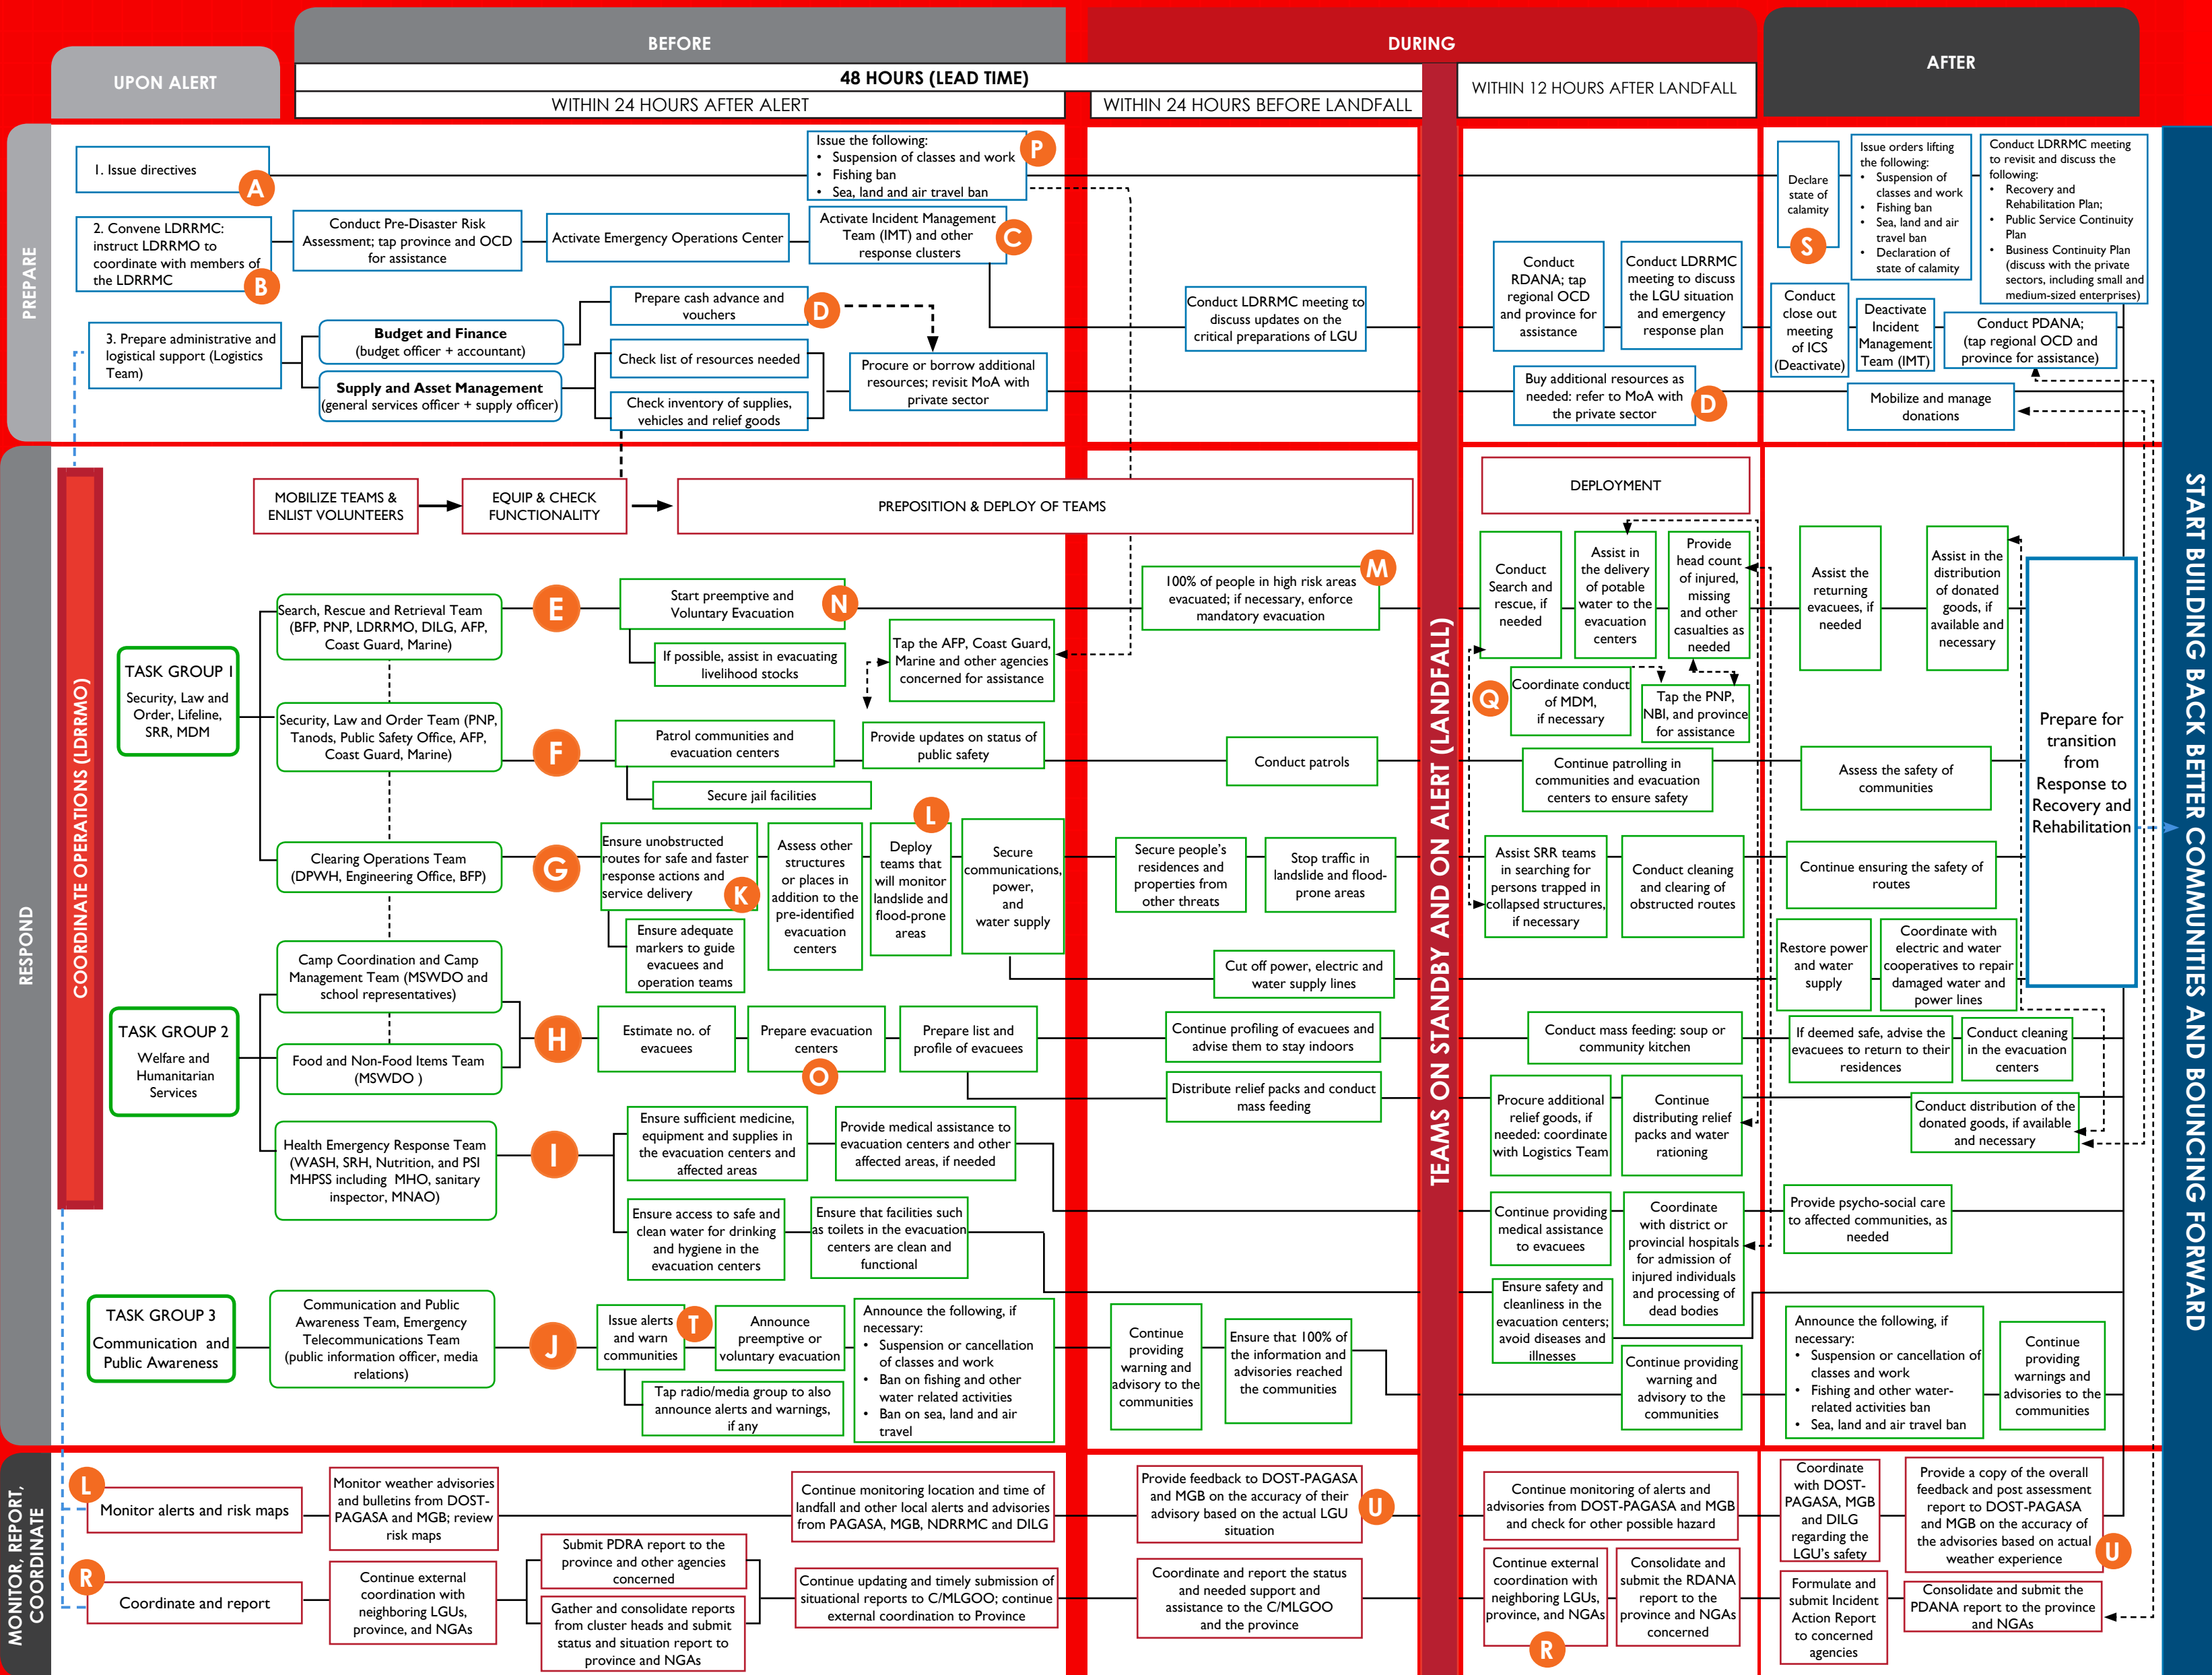 BEFORE
DURING
AFTER
UPON ALERT
48 HOURS (LEAD TIME)
WITHIN 24 HOURS AFTER ALERT
WITHIN 24 HOURS BEFORE LANDFALL
WITHIN 12 HOURS AFTER LANDFALL
PREPARE
1. Issue directives
A
Issue the following:
• Suspension of classes and work
• Fishing ban
• Sea, land and air travel ban
P
2. Convene LDRRMC:
instruct LDRRMO to
coordinate with members of
the LDRRMC
B
Conduct Pre-Disaster Risk
Assessment; tap province and OCD
for assistance
Activate Emergency Operations Center
Activate Incident Management
Team (IMT) and other
response clusters
C
3. Prepare administrative and
logistical support (Logistics
Team)
Budget and Finance
(budget officer + accountant)
Supply and Asset Management
(general services officer + supply officer)
Prepare cash advance and
vouchers
D
Check list of resources needed
Check inventory of supplies,
vehicles and relief goods
Procure or borrow additional
resources; revisit MoA with
private sector
Conduct LDRRMC meeting to
discuss updates on the
critical preparations of LGU
Conduct
RDANA; tap
regional OCD
and province for
assistance
Conduct LDRRMC
meeting to discuss
the LGU situation
and emergency
response plan
Buy additional resources as
needed: refer to MoA with
the private sector
D
Declare
state of
calamity
S
Issue orders lifting
the following:
• Suspension of
classes and work
• Fishing ban
• Sea, land and air
travel ban
• Declaration of
state of calamity
Conduct LDRRMC meeting
to revisit and discuss the
following:
• Recovery and
Rehabilitation Plan;
• Public Service Continuity
Plan
• Business Continuity Plan
(discuss with the private
sectors, including small and
medium-sized enterprises)
Conduct
close out
meeting
of ICS
(Deactivate)
Deactivate
Incident
Management
Team (IMT)
Conduct PDANA;
(tap regional OCD and
province for assistance)
Mobilize and manage
donations
RESPOND
COORDINATE OPERATIONS (LDRRMO)
MOBILIZE TEAMS &
ENLIST VOLUNTEERS
EQUIP & CHECK
FUNCTIONALITY
PREPOSITION & DEPLOY OF TEAMS
DEPLOYMENT
TEAMS ON STANDBY AND ON ALERT (LANDFALL)
START BUILDING BACK BETTER COMMUNITIES AND BOUNCING FORWARD
TASK GROUP 1
Security, Law and
Order, Lifeline,
SRR, MDM
Search, Rescue and Retrieval Team
(BFP, PNP, LDRRMO, DILG, AFP,
Coast Guard, Marine)
E
Start preemptive and
Voluntary Evacuation
N
If possible, assist in evacuating
livelihood stocks
Tap the AFP, Coast Guard,
Marine and other agencies
concerned for assistance
100% of people in high risk areas
evacuated; if necessary, enforce
mandatory evacuation
M
Conduct
Search and
rescue, if
needed
Assist in
the delivery
of potable
water to the
evacuation
centers
Provide
head count
of injured,
missing
and other
casualties as
needed
Q
Coordinate conduct
of MDM,
if necessary
Tap the PNP,
NBI, and province
for assistance
Assist the
returning
evacuees, if
needed
Assist in the
distribution
of donated
goods, if
available and
necessary
Prepare for
transition
from
Response to
Recovery and
Rehabilitation
Security, Law and Order Team (PNP,
Tanods, Public Safety Office, AFP,
Coast Guard, Marine)
F
Patrol communities and
evacuation centers
Provide updates on status of
public safety
Secure jail facilities
Conduct patrols
Continue patrolling in
communities and evacuation
centers to ensure safety
Assess the safety of
communities
Clearing Operations Team
(DPWH, Engineering Office, BFP)
G
Ensure unobstructed
routes for safe and faster
response actions and
service delivery
K
Ensure adequate
markers to guide
evacuees and
operation teams
Assess other
structures
or places in
addition to the
pre-identified
evacuation
centers
L
Deploy
teams that
will monitor
landslide and
flood-prone
areas
Secure
communications,
power,
and
water supply
Secure people's
residences and
properties from
other threats
Stop traffic in
landslide and flood-
prone areas
Cut off power, electric and
water supply lines
Assist SRR teams
in searching for
persons trapped in
collapsed structures,
if necessary
Conduct cleaning
and clearing of
obstructed routes
Continue ensuring the safety of
routes
Restore power
and water
supply
Coordinate with
electric and water
cooperatives to repair
damaged water and
power lines
TASK GROUP 2
Welfare and
Humanitarian
Services
Camp Coordination and Camp
Management Team (MSWDO and
school representatives)
Food and Non-Food Items Team
(MSWDO )
H
Estimate no. of
evacuees
Prepare evacuation
centers
O
Prepare list and
profile of evacuees
Continue profiling of evacuees and
advise them to stay indoors
Distribute relief packs and conduct
mass feeding
Conduct mass feeding: soup or
community kitchen
Procure additional
relief goods, if
needed: coordinate
with Logistics Team
Continue
distributing relief
packs and water
rationing
If deemed safe, advise the
evacuees to return to their
residences
Conduct cleaning
in the evacuation
centers
Conduct distribution of the
donated goods, if available
and necessary
Health Emergency Response Team
(WASH, SRH, Nutrition, and PSI
MHPSS including MHO, sanitary
inspector, MNAO)
I
Ensure sufficient medicine,
equipment and supplies in
the evacuation centers and
affected areas
Provide medical assistance to
evacuation centers and other
affected areas, if needed
Ensure access to safe and
clean water for drinking
and hygiene in the
evacuation centers
Ensure that facilities such
as toilets in the evacuation
centers are clean and
functional
Continue providing
medical assistance
to evacuees
Coordinate
with district or
provincial hospitals
for admission of
injured individuals
and processing of
dead bodies
Ensure safety and
cleanliness in the
evacuation centers;
avoid diseases and
illnesses
Provide psycho-social care
to affected communities, as
needed
TASK GROUP 3
Communication and
Public Awareness
Communication and Public
Awareness Team, Emergency
Telecommunications Team
(public information officer, media
relations)
J
Issue alerts
and warn
communities
T
Announce
preemptive or
voluntary evacuation
Tap radio/media group to also
announce alerts and warnings,
if any
Announce the following, if
necessary:
• Suspension or cancellation
of classes and work
• Ban on fishing and other
water related activities
• Ban on sea, land and air
travel
Continue
providing
warning and
advisory to the
communities
Ensure that 100% of
the information and
advisories reached
the communities
Continue providing
warning and
advisory to the
communities
Announce the following, if
necessary:
• Suspension or cancellation of
classes and work
• Fishing and other water-
related activities ban
• Sea, land and air travel ban
Continue
providing
warnings and
advisories to the
communities
MONITOR, REPORT,
COORDINATE
L
Monitor alerts and risk maps
Monitor weather advisories
and bulletins from DOST-
PAGASA and MGB; review
risk maps
Continue monitoring location and time of
landfall and other local alerts and advisories
from PAGASA, MGB, NDRRMC and DILG
Provide feedback to DOST-PAGASA
and MGB on the accuracy of their
advisory based on the actual LGU
situation
U
Continue monitoring of alerts and
advisories from DOST-PAGASA and MGB
and check for other possible hazard
Coordinate
with DOST-
PAGASA, MGB
and DILG
regarding the
LGU's safety
Provide a copy of the overall
feedback and post assessment
report to DOST-PAGASA
and MGB on the accuracy of
the advisories based on actual
weather experience
U
R
Coordinate and report
Continue external
coordination with
neighboring LGUs,
province, and NGAs
Submit PDRA report to the
province and other agencies
concerned
Gather and consolidate reports
from cluster heads and submit
status and situation report to
province and NGAs
Continue updating and timely submission of
situational reports to C/MLGOO; continue
external coordination to Province
Coordinate and report the status
and needed support and
assistance to the C/MLGOO
and the province
Continue external
coordination with
neighboring LGUs,
province, and NGAs
R
Consolidate and
submit the RDANA
report to the
province and NGAs
concerned
Formulate and
submit Incident
Action Report
to concerned
agencies
Consolidate and submit the
PDANA report to the province
and NGAs